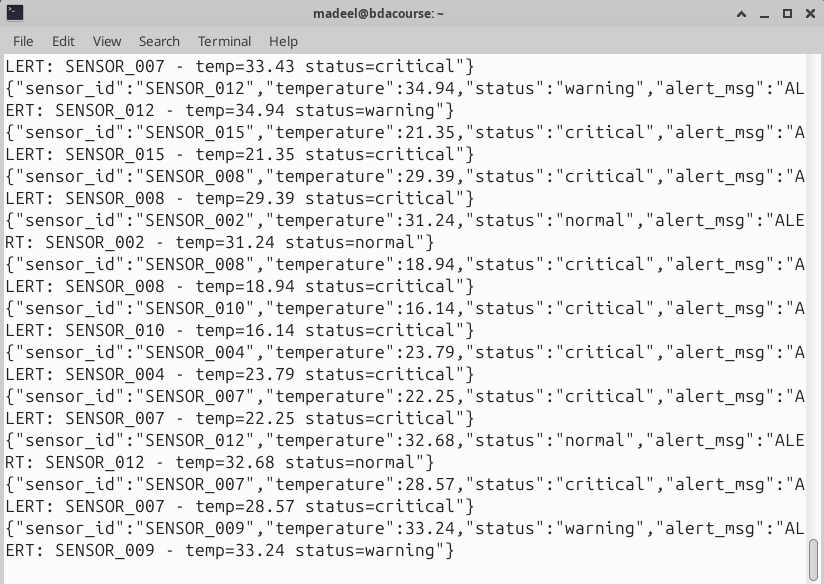 madeel@bdacourse: ~
File Edit View Search Terminal Help
LERT: SENSOR_007 - temp=33.43 status=critical"}
{"sensor_id":"SENSOR_012","temperature":34.94,"status":"warning","alert_msg":"AL
ERT: SENSOR_012 - temp=34.94 status=warning"}
{"sensor_id":"SENSOR_015","temperature":21.35,"status":"critical","alert_msg":"A
LERT: SENSOR_015 - temp=21.35 status=critical"}
{"sensor_id":"SENSOR_008","temperature":29.39,"status":"critical","alert_msg":"A
LERT: SENSOR_008 - temp=29.39 status=critical"}
{"sensor_id":"SENSOR_002","temperature":31.24,"status":"normal","alert_msg":"ALE
RT: SENSOR_002 - temp=31.24 status=normal"}
{"sensor_id":"SENSOR_008","temperature":18.94,"status":"critical","alert_msg":"A
LERT: SENSOR_008 - temp=18.94 status=critical"}
{"sensor_id":"SENSOR_010","temperature":16.14,"status":"critical","alert_msg":"A
LERT: SENSOR_010 - temp=16.14 status=critical"}
{"sensor_id":"SENSOR_004","temperature":23.79,"status":"critical","alert_msg":"A
LERT: SENSOR_004 - temp=23.79 status=critical"}
{"sensor_id":"SENSOR_007","temperature":22.25,"status":"critical","alert_msg":"A
LERT: SENSOR_007 - temp=22.25 status=critical"}
{"sensor_id":"SENSOR_012","temperature":32.68,"status":"normal","alert_msg":"ALE
RT: SENSOR_012 - temp=32.68 status=normal"}
{"sensor_id":"SENSOR_007","temperature":28.57,"status":"critical","alert_msg":"A
LERT: SENSOR_007 - temp=28.57 status=critical"}
{"sensor_id":"SENSOR_009","temperature":33.24,"status":"warning","alert_msg":"AL
ERT: SENSOR_009 - temp=33.24 status=warning"}